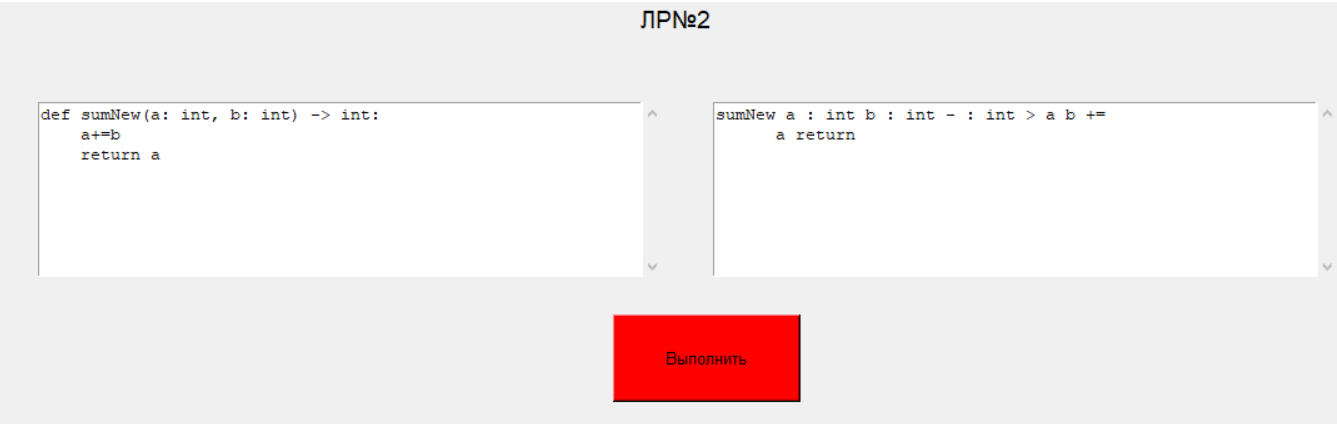 ЛР№2
def sumNew(a: int, b: int) -> int:
    a+=b
    return a
sumNew a : int b : int - : int > a b +=
      a return
Выполнить